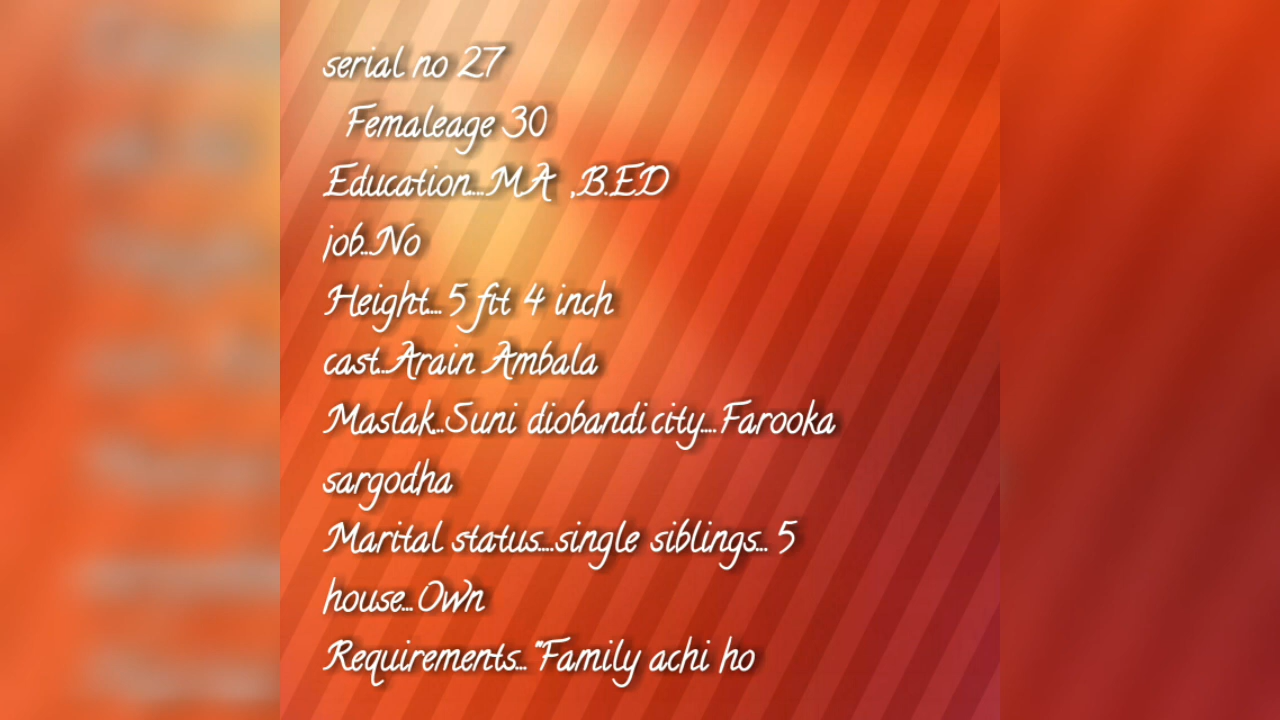 serial no 27
Femaleage 30
Education...MA ,B.ED
job..No
Height... 5 fit 4 inch
cast..Arain Ambala
Maslak...Suni diobandi city....Farooka
sargodha
Marital status....single siblings... 5
house... Own
Requirements... "Family achi ho